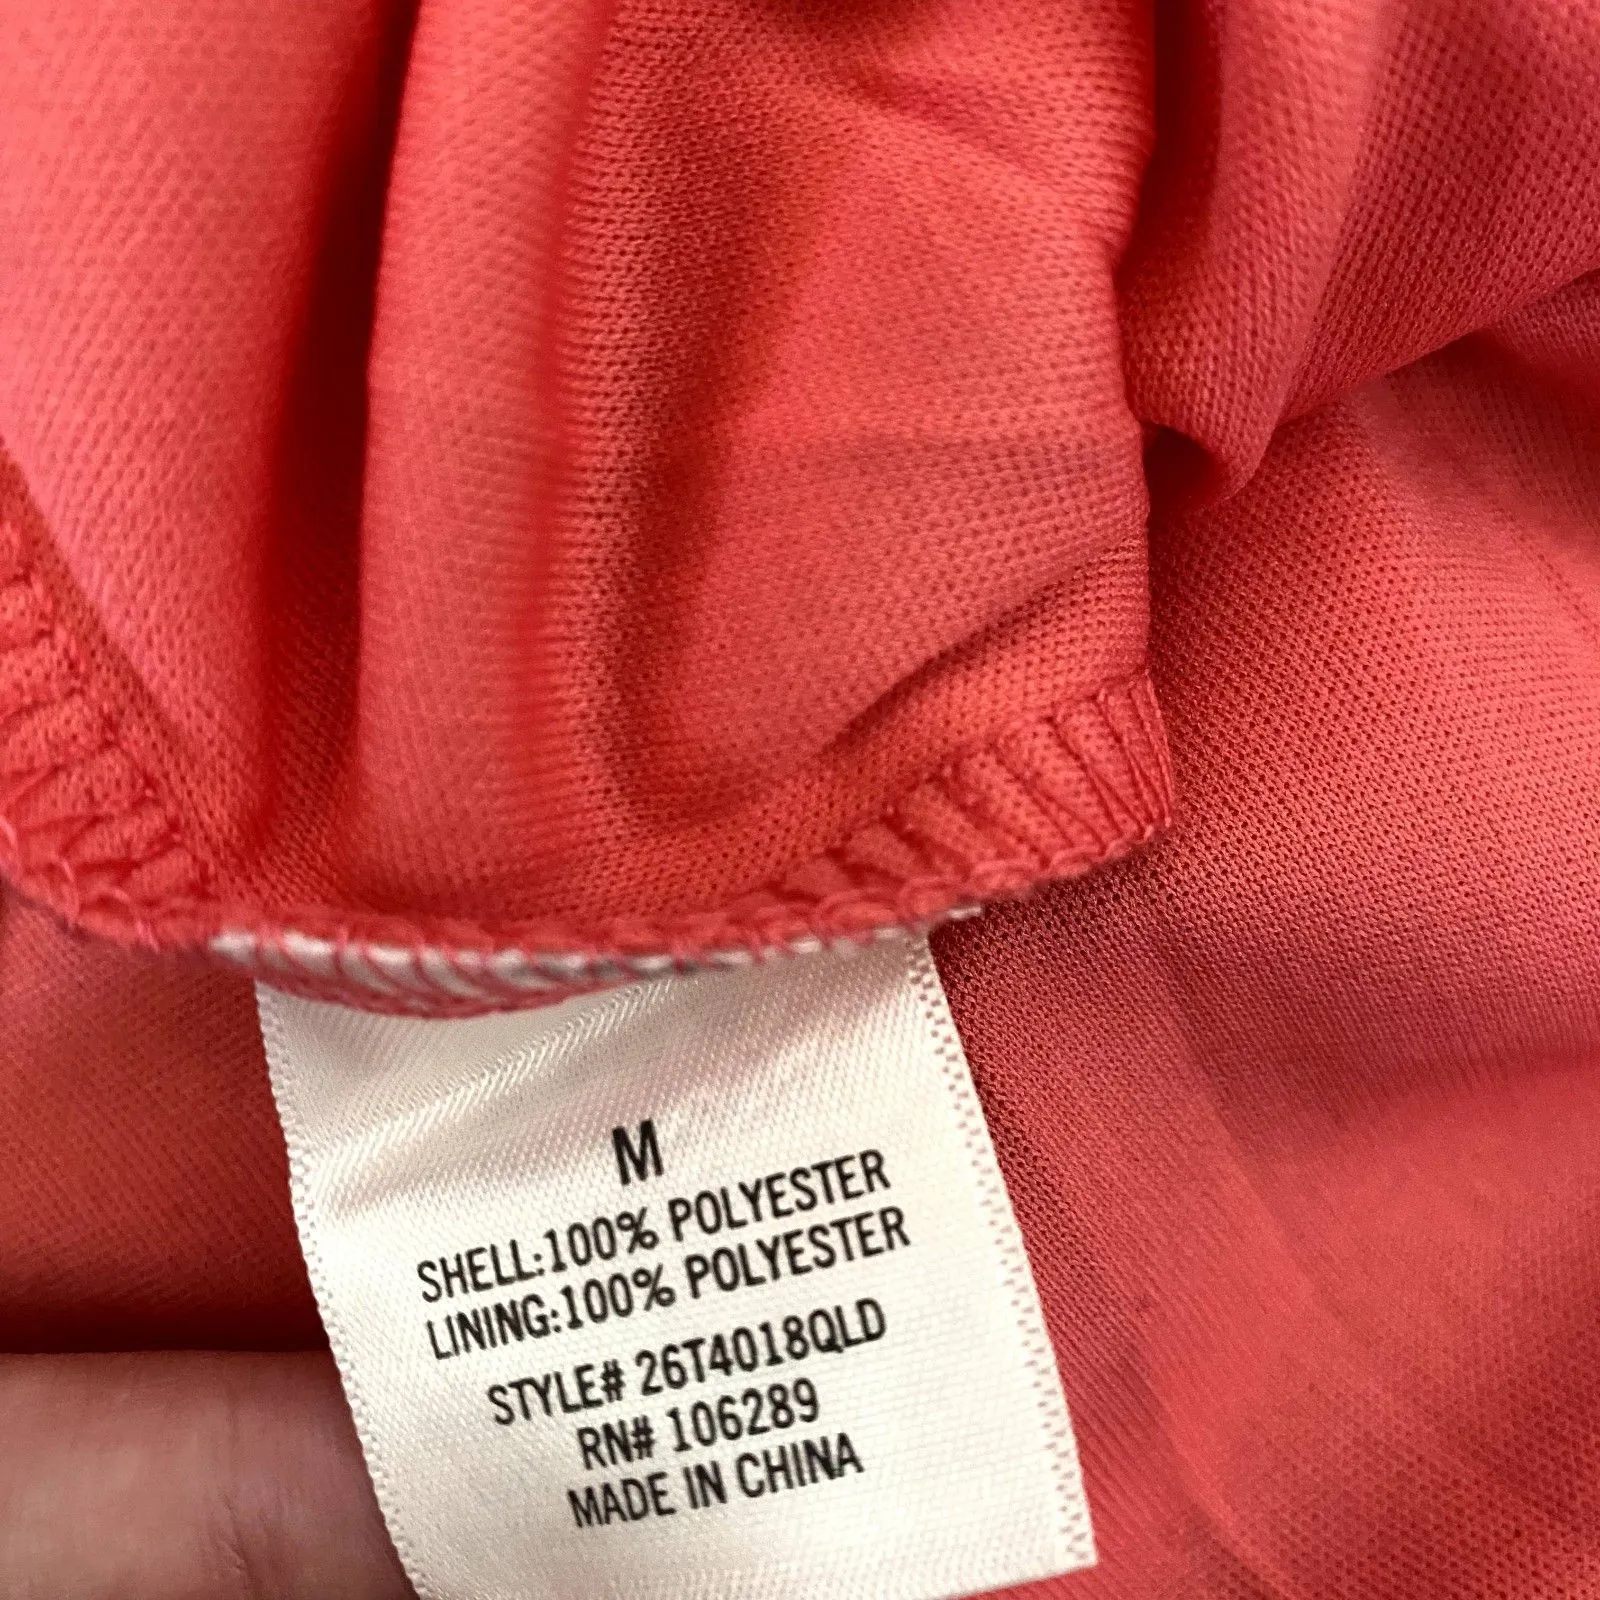 M
SHELL:100% POLYESTER
LINING:100% POLYESTER
STYLE# 26T4018QLD
RN# 106289
MADE IN CHINA